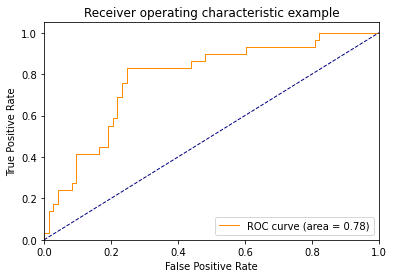 Receiver operating characteristic example
True Positive Rate
1.0
0.8
0.6
0.4
0.2
0.0
ROC curve (area = 0.78)
0.0 0.2 0.4 0.6 0.8 1.0
False Positive Rate